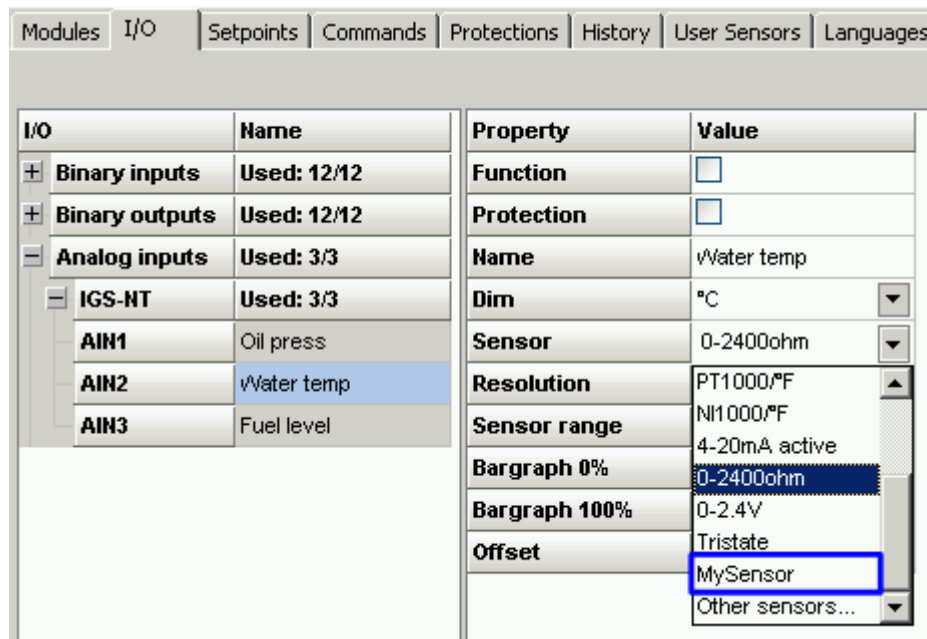 Modules I/O Setpoints Commands Protections History User Sensors Languages
I/O Name
Binary inputs Used: 12/12
Binary outputs Used: 12/12
Analog inputs Used: 3/3
IGS-NT Used: 3/3
AIN1 Oil press
AIN2 Water temp
AIN3 Fuel level
Property Value
Function
Protection
Name Water temp
Dim °C
Sensor 0-2400ohm
Resolution
Sensor range
Bargraph 0%
Bargraph 100%
Offset
PT1000/°F
NI1000/°F
4-20mA active
0-2400ohm
0-2.4V
Tristate
MySensor
Other sensors...